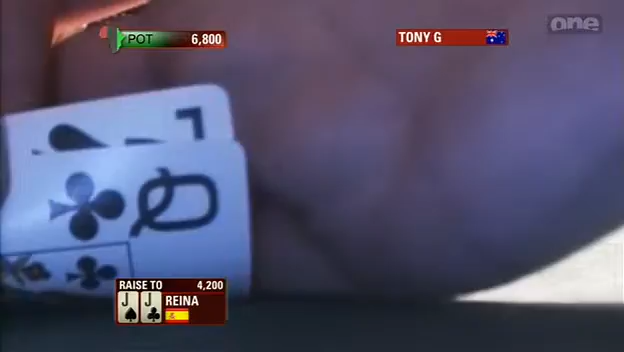 POT 6,800
TONY G
one
Q
RAISE TO 4,200
J J REINA